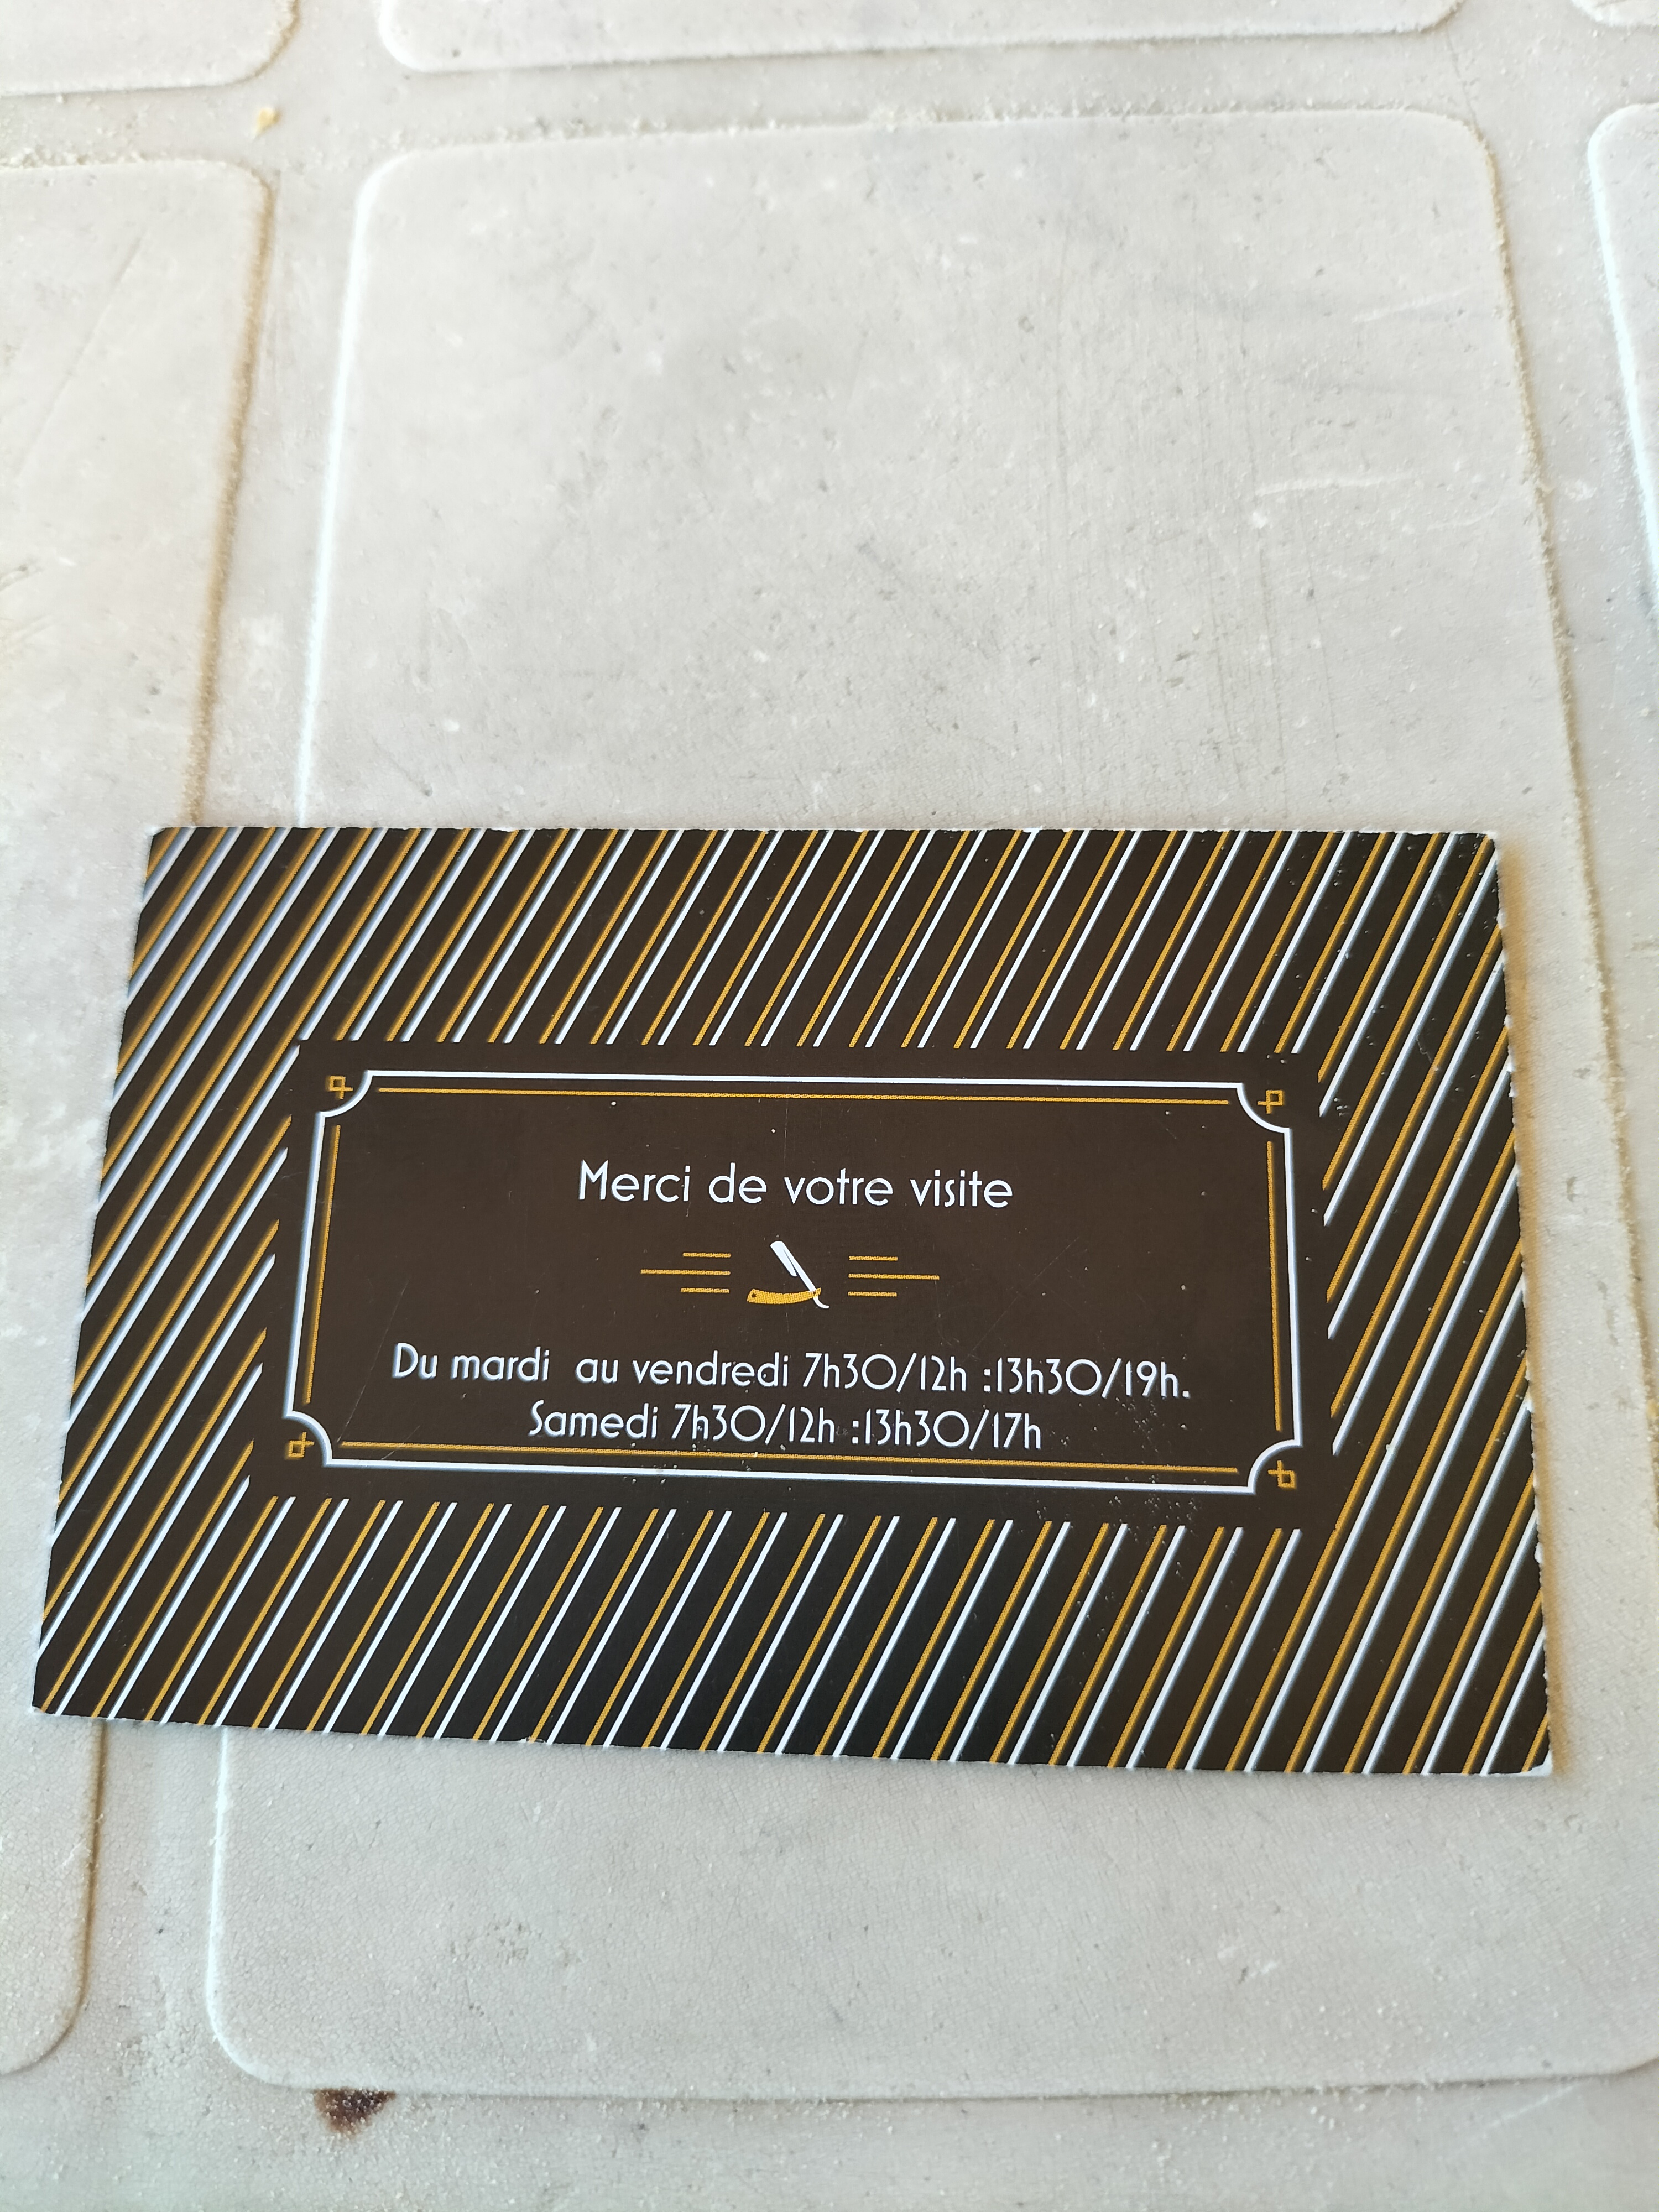 Merci de votre visite
Du mardi au vendredi 7h30/12h :13h30/19h.
Samedi 7h30/12h :13h30/17h